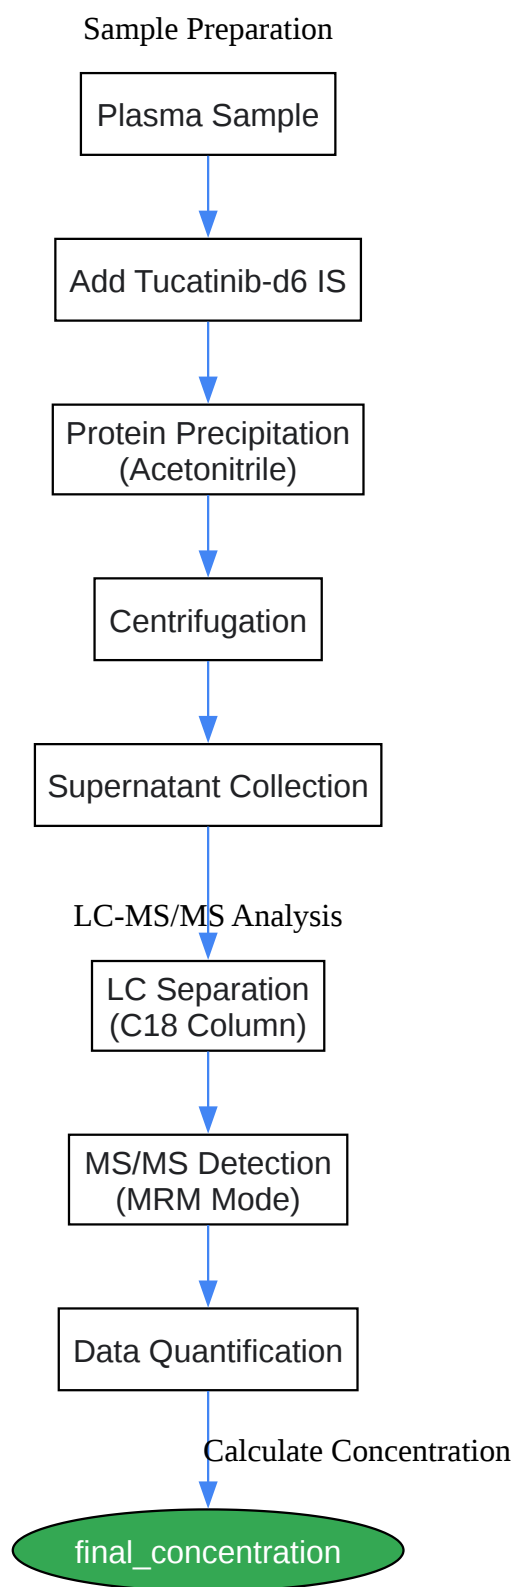 Sample Preparation
Plasma Sample
Add Tucatinib-d6 IS
Protein Precipitation
(Acetonitrile)
Centrifugation
Supernatant Collection
LC-MS/MS Analysis
LC Separation
(C18 Column)
MS/MS Detection
(MRM Mode)
Data Quantification
Calculate Concentration
final_concentration